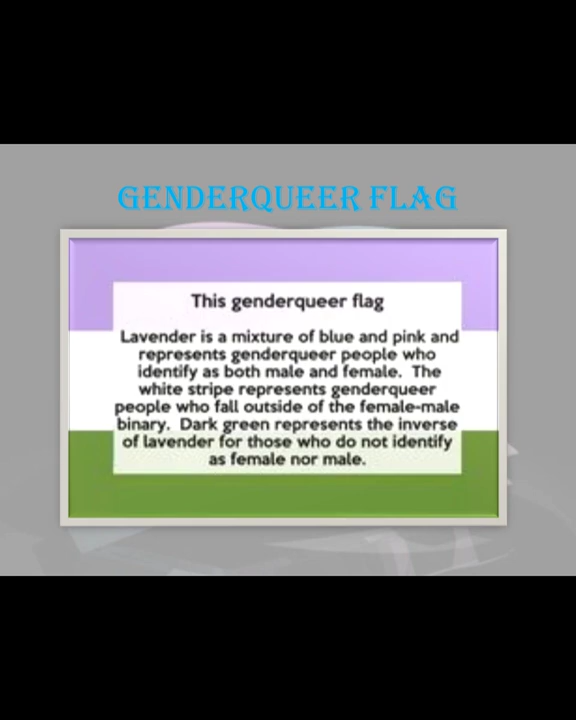 GENDERQUEER FLAG
This genderqueer flag
Lavender is a mixture of blue and pink and
represents genderqueer people who
identify as both male and female. The
white stripe represents genderqueer
people who fall outside of the female-male
binary. Dark green represents the inverse
of lavender for those who do not identify
as female nor male.